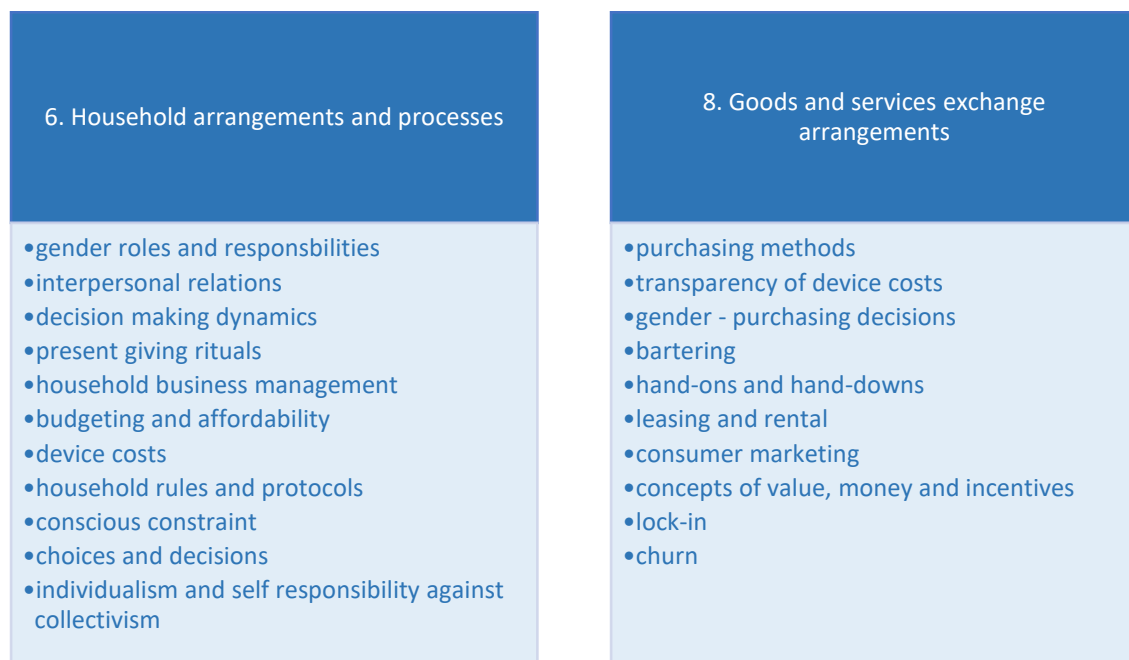 6. Household arrangements and processes
•gender roles and responsbilities
•interpersonal relations
•decision making dynamics
•present giving rituals
•household business management
•budgeting and affordability
•device costs
•household rules and protocols
•conscious constraint
•choices and decisions
•individualism and self responsibility against
collectivism
8. Goods and services exchange
arrangements
•purchasing methods
•transparency of device costs
•gender - purchasing decisions
•bartering
•hand-ons and hand-downs
•leasing and rental
•consumer marketing
•concepts of value, money and incentives
•lock-in
•churn